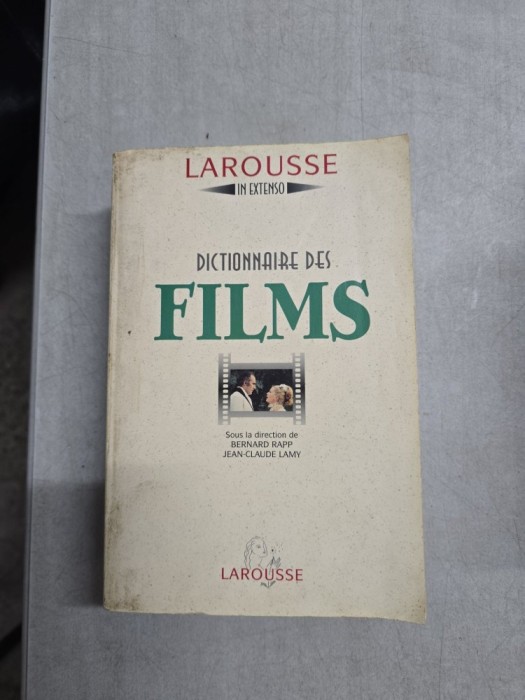 LAROUSSE
IN EXTENSO
DICTIONNAIRE DES
FILMS
Sous la direction de
BERNARD RAPP
JEAN-CLAUDE LAMY
LAROUSSE